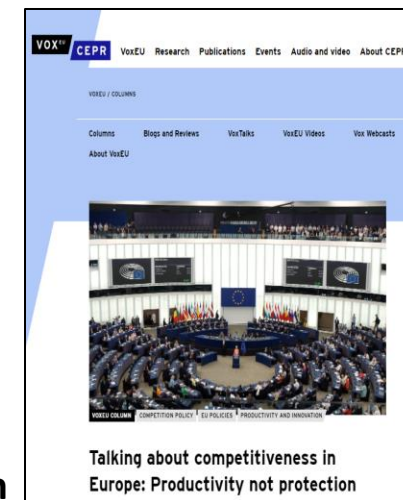 VOX EU CEPR VoxEU Research Publications Events Audio and video About CEPR
VOXEU / COLUMNS
Columns Blogs and Reviews VoxTalks VoxEU Videos Vox Webcasts
About VoxEU
VOXEU COLUMN COMPETITION POLICY EU POLICIES PRODUCTIVITY AND INNOVATION
Talking about competitiveness in
Europe: Productivity not protection
n